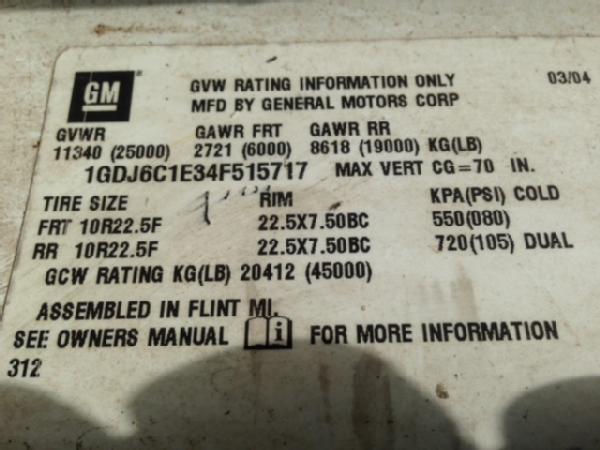 GM
GVW RATING INFORMATION ONLY 03/04
MFD BY GENERAL MOTORS CORP
GVWR GAWR FRT GAWR RR
11340 (25000) 2721 (6000) 8618 (19000) KG(LB)
1GDJ6C1E34F515717 MAX VERT CG=70 IN.
TIRE SIZE RIM KPA(PSI) COLD
FRT 10R22.5F 22.5X7.50BC 550(080)
RR 10R22.5F 22.5X7.50BC 720(105) DUAL
GCW RATING KG(LB) 20412 (45000)
ASSEMBLED IN FLINT MI.
SEE OWNERS MANUAL i FOR MORE INFORMATION
312